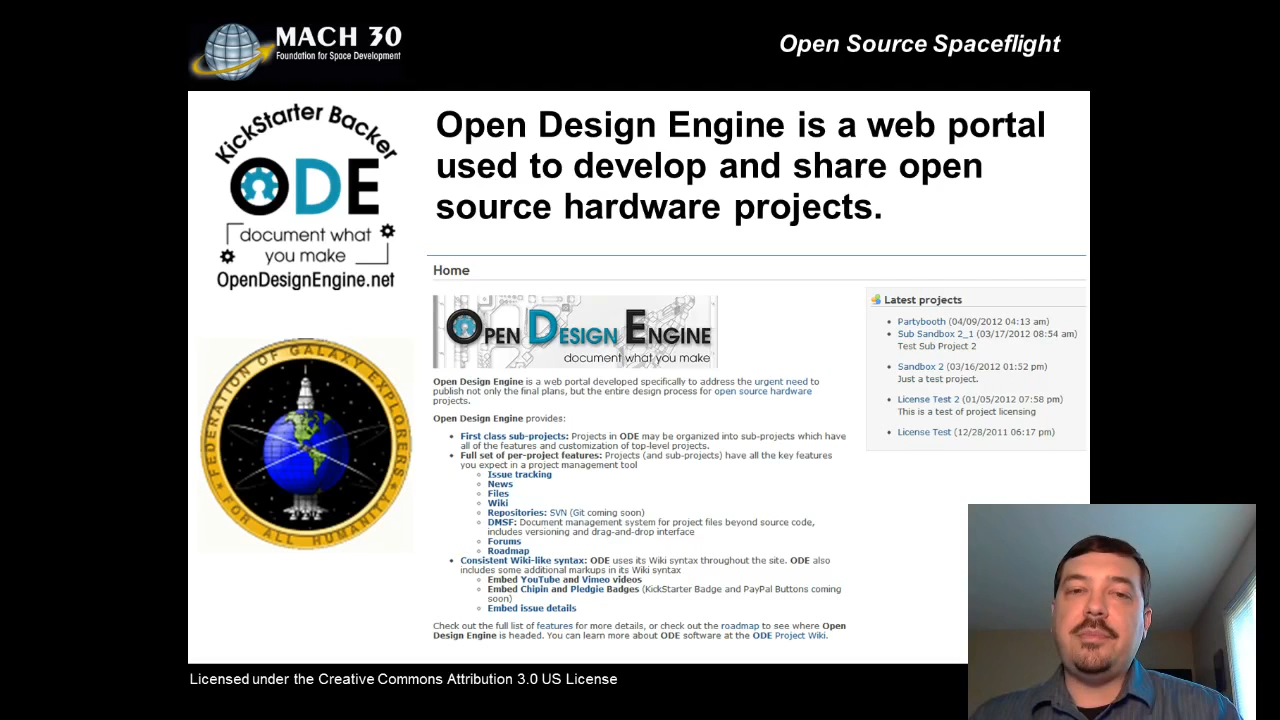 MACH 30
Foundation for Space Development
Open Source Spaceflight
KickStarter Backer
ODE
document what
you make
OpenDesignEngine.net
FEDERATION OF GALAXY EXPLORERS
FOR ALL HUMANITY
Open Design Engine is a web portal
used to develop and share open
source hardware projects.
Home
OPEN DESIGN ENGINE
document what you make
Open Design Engine is a web portal developed specifically to address the urgent need to
publish not only the final plans, but the entire design process for open source hardware
projects.
Open Design Engine provides:
• First class sub-projects: Projects in ODE may be organized into sub-projects which have
all of the features and customization of top-level projects.
• Full set of per-project features: Projects (and sub-projects) have all the key features
you expect in a project management tool
◦ Issue tracking
◦ News
◦ Files
◦ Wiki
◦ Repositories: SVN (Git coming soon)
◦ DMSF: Document management system for project files beyond source code,
includes versioning and drag-and-drop interface
◦ Forums
◦ Roadmap
• Consistent Wiki-like syntax: ODE uses its Wiki syntax throughout the site. ODE also
includes some additional markups in its Wiki syntax
◦ Embed YouTube and Vimeo videos
◦ Embed Chipin and Pledgie Badges (KickStarter Badge and PayPal Buttons coming
soon)
◦ Embed issue details
Check out the full list of features for more details, or check out the roadmap to see where Open
Design Engine is headed. You can learn more about ODE software at the ODE Project Wiki.
Latest projects
• Partybooth (04/09/2012 04:13 am)
• Sub Sandbox 2_1 (03/17/2012 08:54 am)
Test Sub Project 2
• Sandbox 2 (03/16/2012 01:52 pm)
Just a test project.
• License Test 2 (01/05/2012 07:58 pm)
This is a test of project licensing
• License Test (12/28/2011 06:17 pm)
Licensed under the Creative Commons Attribution 3.0 US License